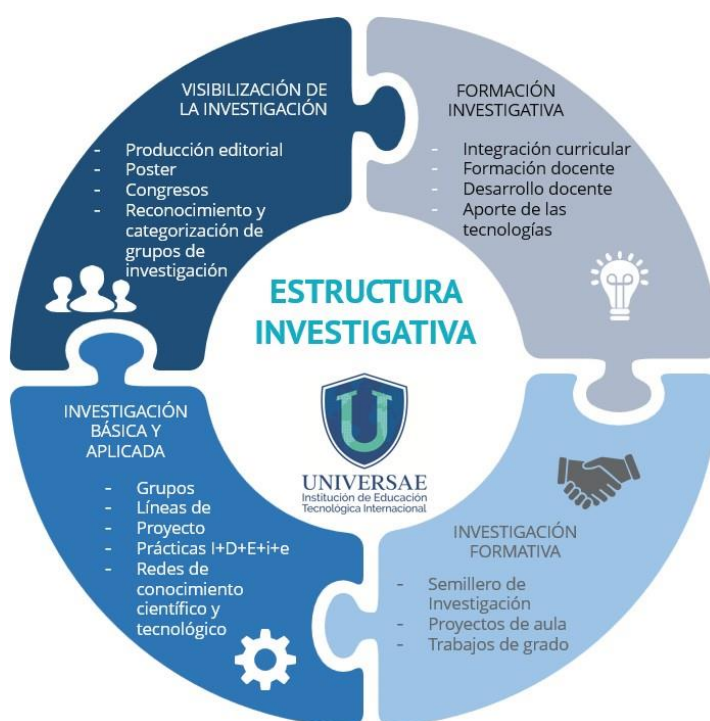 VISIBILIZACIÓN DE
LA INVESTIGACIÓN
- Producción editorial
- Poster
- Congresos
- Reconocimiento y
categorización de
grupos de
investigación
FORMACIÓN
INVESTIGATIVA
- Integración curricular
- Formación docente
- Desarrollo docente
- Aporte de las
tecnologías
ESTRUCTURA
INVESTIGATIVA
U
UNIVERSAE
Institución de Educación
Tecnológica Internacional
INVESTIGACIÓN
BÁSICA Y
APLICADA
- Grupos
- Líneas de
- Proyecto
- Prácticas I+D+E+i+e
- Redes de
conocimiento
científico y
tecnológico
INVESTIGACIÓN
FORMATIVA
- Semillero de
Investigación
- Proyectos de aula
- Trabajos de grado